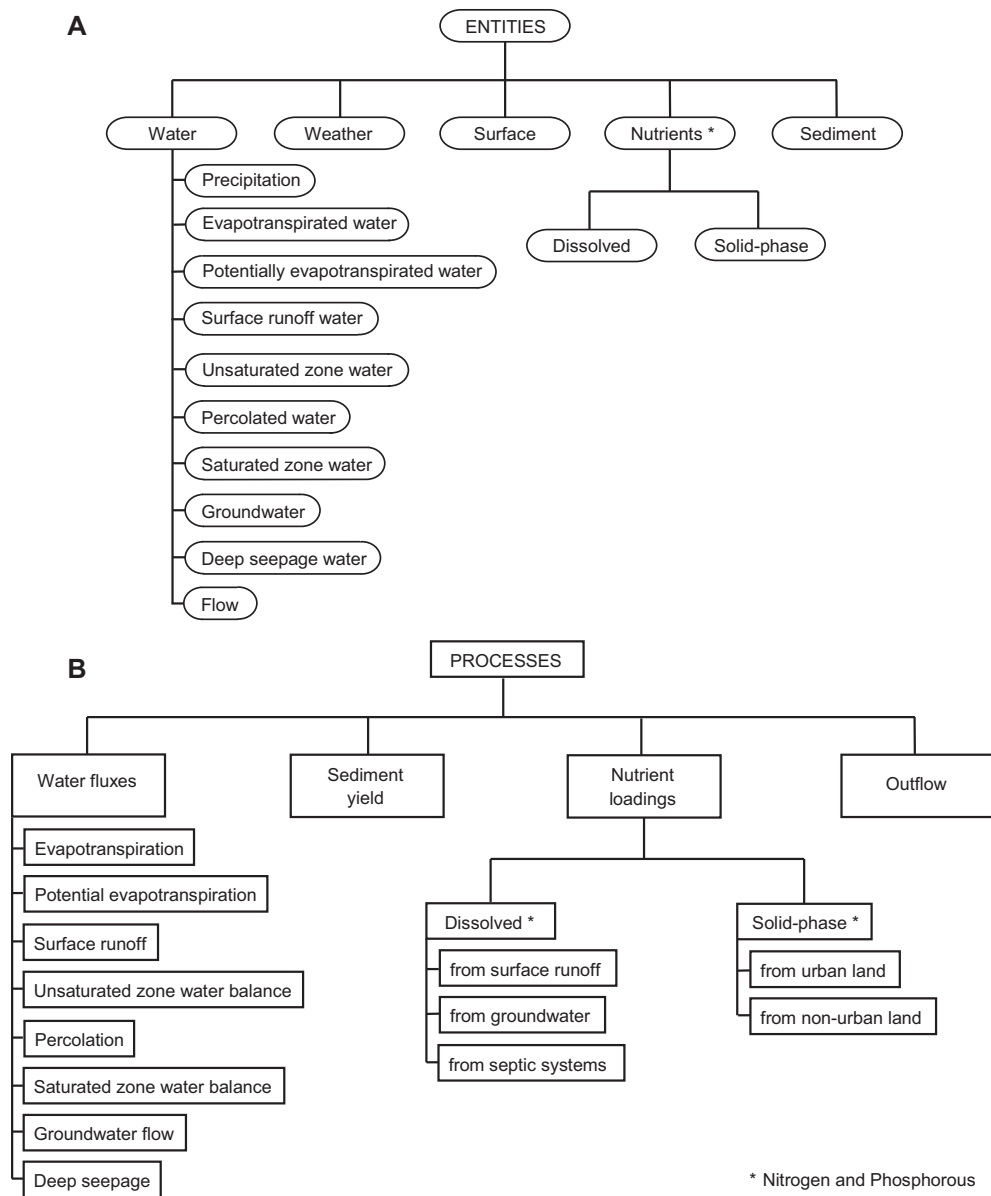 A
ENTITIES
Water
Weather
Surface
Nutrients *
Sediment
Precipitation
Evapotranspirated water
Potentially evapotranspirated water
Surface runoff water
Unsaturated zone water
Percolated water
Saturated zone water
Groundwater
Deep seepage water
Flow
Dissolved
Solid-phase
B
PROCESSES
Water fluxes
Sediment
yield
Nutrient
loadings
Outflow
Evapotranspiration
Potential evapotranspiration
Surface runoff
Unsaturated zone water balance
Percolation
Saturated zone water balance
Groundwater flow
Deep seepage
Dissolved *
from surface runoff
from groundwater
from septic systems
Solid-phase *
from urban land
from non-urban land
* Nitrogen and Phosphorous